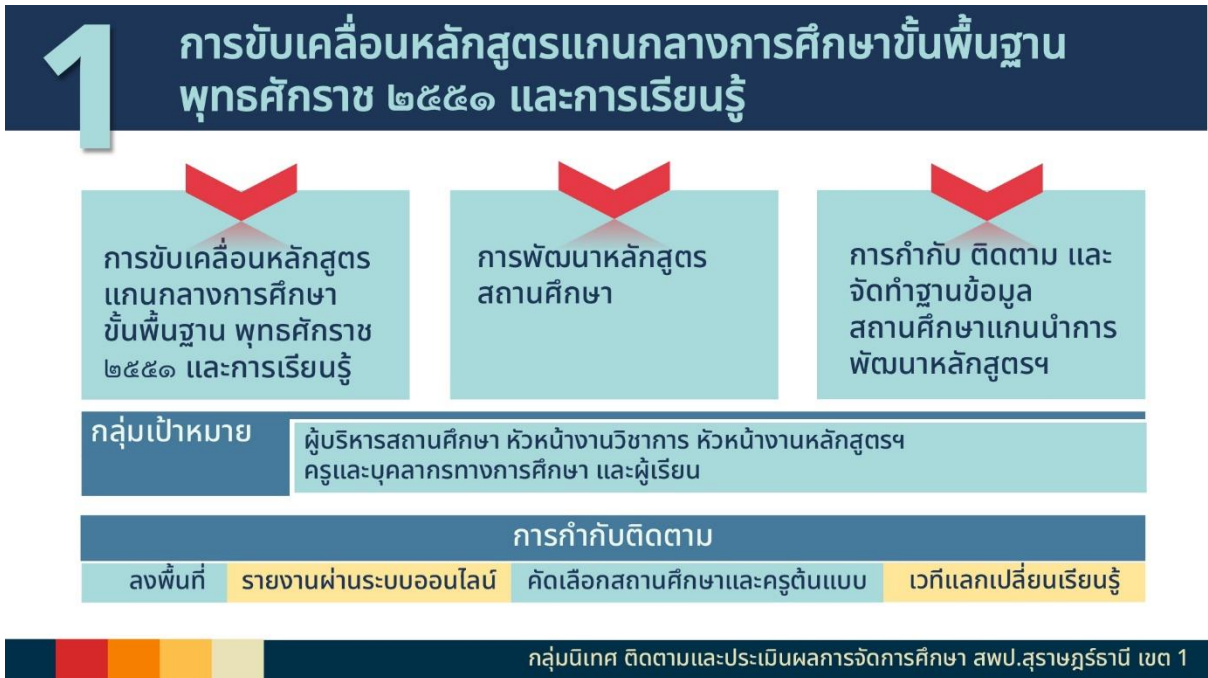 1
การขับเคลื่อนหลักสูตรแกนกลางการศึกษาขั้นพื้นฐาน
พุทธศักราช ๒๕๕๑ และการเรียนรู้
การขับเคลื่อนหลักสูตร
แกนกลางการศึกษา
ขั้นพื้นฐาน พุทธศักราช
๒๕๕๑ และการเรียนรู้
การพัฒนาหลักสูตร
สถานศึกษา
การกำกับ ติดตาม และ
จัดทำฐานข้อมูล
สถานศึกษาแกนนำการ
พัฒนาหลักสูตรฯ
กลุ่มเป้าหมาย
ผู้บริหารสถานศึกษา หัวหน้างานวิชาการ หัวหน้างานหลักสูตรฯ
ครูและบุคลากรทางการศึกษา และผู้เรียน
การกำกับติดตาม
ลงพื้นที่ รายงานผ่านระบบออนไลน์ คัดเลือกสถานศึกษาและครูต้นแบบ เวทีแลกเปลี่ยนเรียนรู้
กลุ่มนิเทศ ติดตามและประเมินผลการจัดการศึกษา สพป.สุราษฎร์ธานี เขต 1